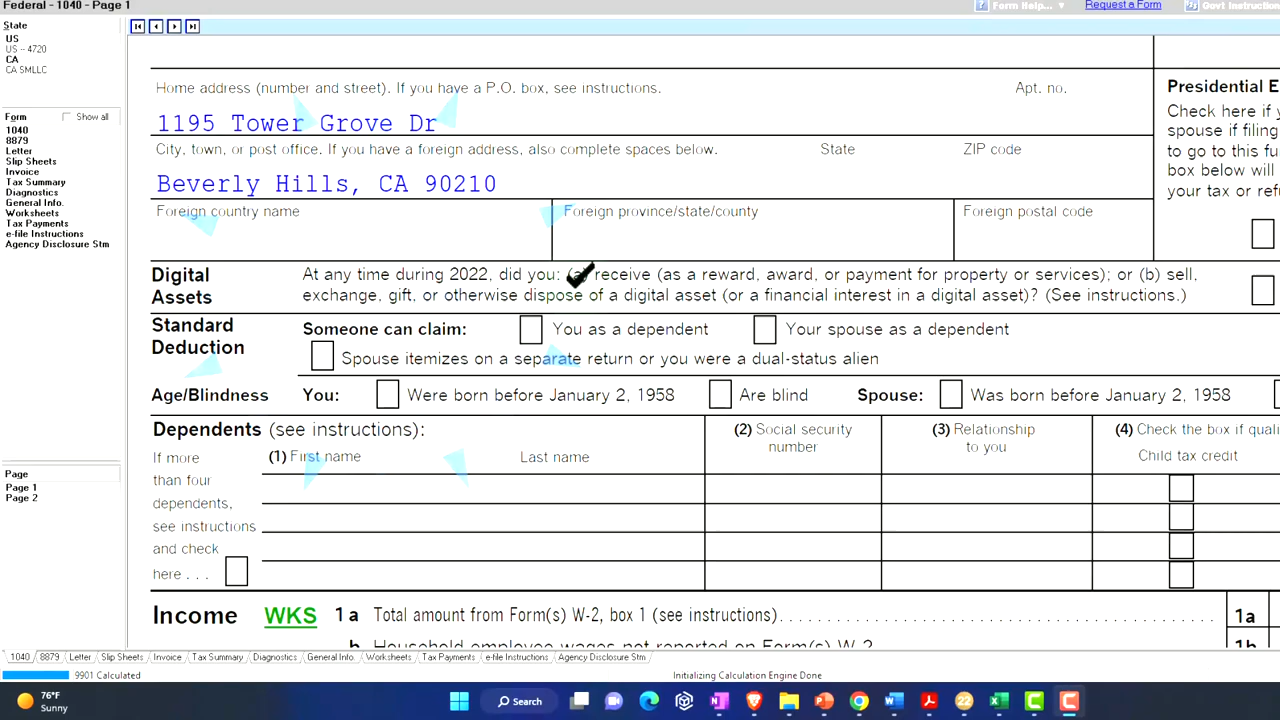 Federal - 1040 - Page 1
Form Help...
Request a Form
Govt Instruction
State
US
US -- 4720
CA
CA SMLLC
Form
Show all
1040
8879
Letter
Slip Sheets
Invoice
Tax Summary
Diagnostics
General Info.
Worksheets
Tax Payments
e-file Instructions
Agency Disclosure Stm
Page
Page 1
Page 2
Home address (number and street). If you have a P.O. box, see instructions.
Apt. no.
1195 Tower Grove Dr
City, town, or post office. If you have a foreign address, also complete spaces below.
State
ZIP code
Beverly Hills, CA 90210
Foreign country name
Foreign province/state/county
Foreign postal code
Presidential E
Check here if y
spouse if filing
to go to this fu
box below will
your tax or refu
Digital Assets
At any time during 2022, did you: (a) receive (as a reward, award, or payment for property or services); or (b) sell,
exchange, gift, or otherwise dispose of a digital asset (or a financial interest in a digital asset)? (See instructions.)
Standard Deduction
Someone can claim:
You as a dependent
Your spouse as a dependent
Spouse itemizes on a separate return or you were a dual-status alien
Age/Blindness
You:
Were born before January 2, 1958
Are blind
Spouse:
Was born before January 2, 1958
Dependents (see instructions):
(2) Social security number
(3) Relationship to you
(4) Check the box if quali
Child tax credit
(1) First name
Last name
If more
than four
dependents,
see instructions
and check
here . . .
Income WKS 1 a Total amount from Form(s) W-2, box 1 (see instructions)
1a
b Household employee wages not reported on Form(s) W-2
1b
1040
8879
Letter
Slip Sheets
Invoice
Tax Summary
Diagnostics
General Info.
Worksheets
Tax Payments
e-file Instructions
Agency Disclosure Stm
9901 Calculated
Initializing Calculation Engine Done
76°F
Sunny
Search
22